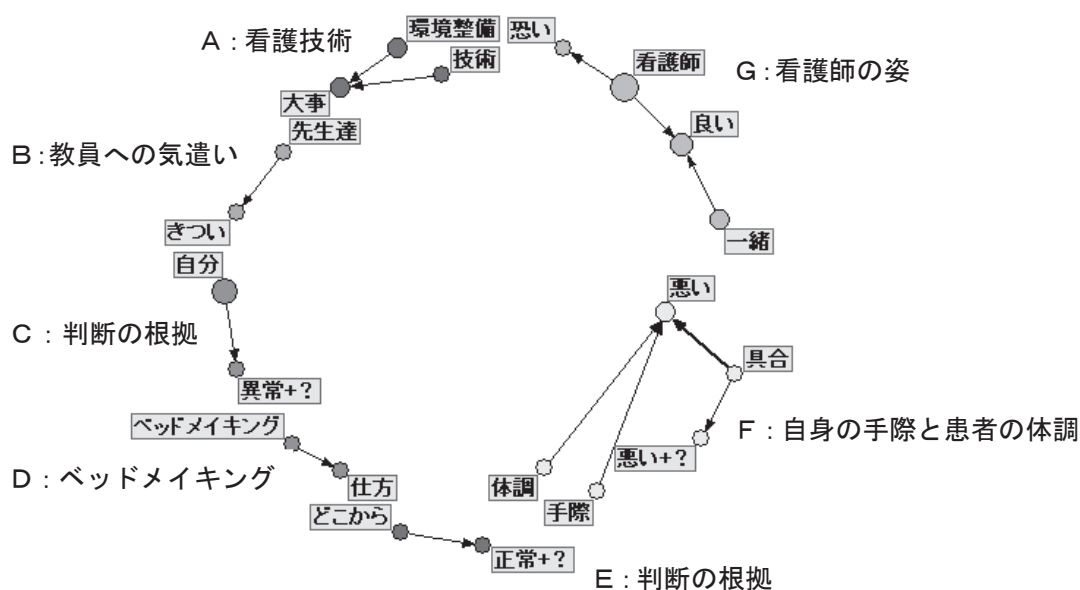 環境整備
恐い
A：看護技術
技術
看護師
G：看護師の姿
大事
先生達
良い
B：教員への気遣い
きつい
一緒
自分
悪い
C：判断の根拠
具合
異常+？
ベッドメイキング
F：自身の手際と患者の体調
悪い+？
D：ベッドメイキング
仕方
体調
どこから
手際
正常+？
E：判断の根拠